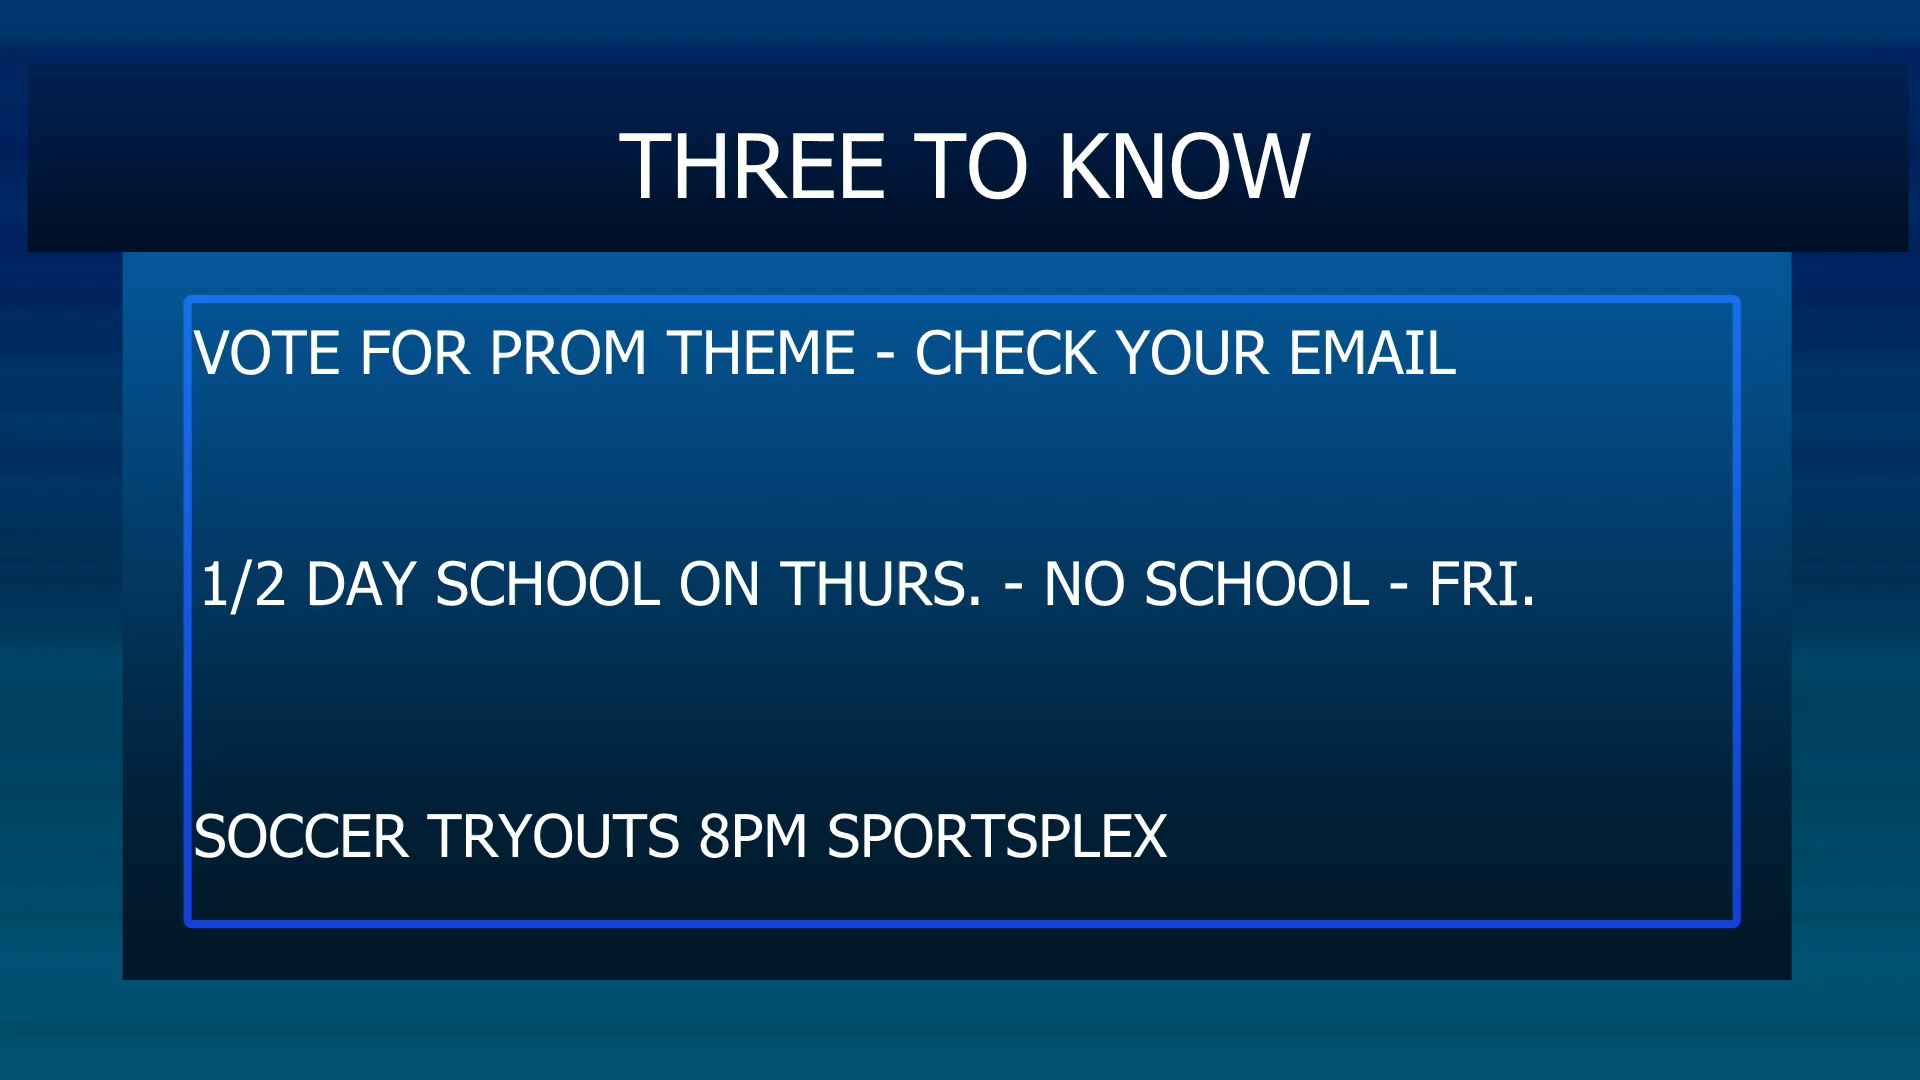 THREE TO KNOW
VOTE FOR PROM THEME - CHECK YOUR EMAIL
1/2 DAY SCHOOL ON THURS. - NO SCHOOL - FRI.
SOCCER TRYOUTS 8PM SPORTSPLEX